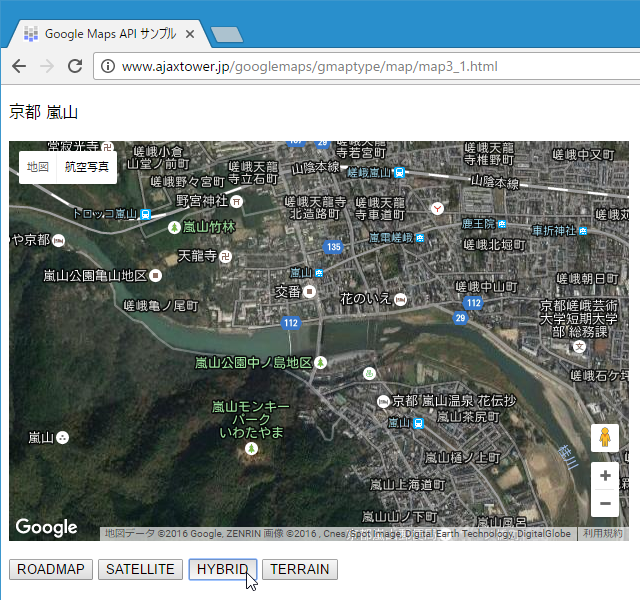 Google Maps API サンプル
www.ajaxtower.jp/googlemaps/gmaptype/map/map3_1.html
京都 嵐山
地図
航空写真
常寂光寺
嵯峨小倉
山堂ノ前町
嵯峨天龍
寺立石町
29
嵯峨天龍
寺若宮町
山陰本線
嵯峨嵐山
嵯峨天龍
寺椎野町
嵯峨中又町
山陰本線
嵯峨野々宮町
野宮神社
トロッコ嵐山
嵐山竹林
嵯峨天龍寺
北造路町
嵯峨天龍
寺車道町
鹿王院
車折神社
や京都
135
嵐電嵯峨
嵯峨北堀町
天龍寺
嵐山公園亀山地区
嵐山
交番
花のいえ
嵯峨中山町
嵯峨朝日町
嵯峨亀ノ尾町
112
112
29
京都嵯峨芸術
大学短期大学
部 総務課
嵐山公園中ノ島地区
嵯峨石ケ坪
嵐山モンキー
パーク
いわたやま
京都 嵐山温泉 花伝抄
嵐山茶尻町
嵐山
嵐山
嵐山樋ノ上町
桂川
嵐山上海道町
嵐山山ノ下町
嵐山風呂
Google
地図データ ©2016 Google, ZENRIN 画像 ©2016 , Cnes/Spot Image, Digital Earth Technology, DigitalGlobe
利用規約
ROADMAP
SATELLITE
HYBRID
TERRAIN